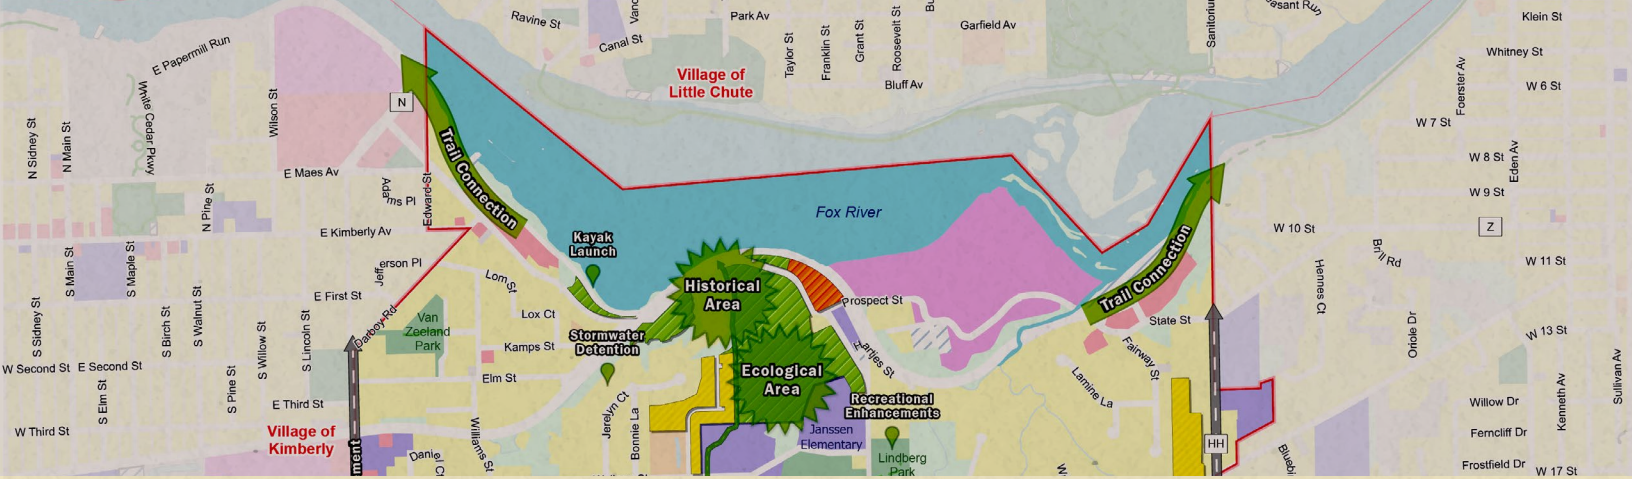 Ravine St
Park Av
Garfield Av
Klein St
Canal St
Taylor St
Franklin St
Grant St
Roosevelt St
Bluff Av
E Papermill Run
White Cedar Pkwy
Wilson St
N
Village of
Little Chute
Whitney St
Foerster Av
W 6 St
W 7 St
W 8 St
W 9 St
Eden Av
N Sidney St
N Main St
E Maes Av
Adams Pl
Edward St
N Pine St
E Kimberly Av
Trail Connection
Fox River
Kayak
Launch
W 10 St
Z
W 11 St
Brill Rd
Hennes Ct
S Main St
S Maple St
Jefferson Pl
E First St
Lom St
Lox Ct
Historical
Area
Prospect St
Trail Connection
State St
W 13 St
Oriole Dr
Sullivan Av
Darboy Rd
Van
Zeeland
Park
Kamps St
Stormwater
Detention
Ecological
Area
Fairway St
Lamine La
S Sidney St
S Birch St
S Walnut St
S Willow St
S Lincoln St
W Second St
E Second St
S Elm St
S Pine St
Elm St
E Third St
W Third St
Jerelyn Ct
Bonnie La
Williams St
Recreational
Enhancements
Janssen
Elementary
Lindberg
Park
Village of
Kimberly
ment
HH
Willow Dr
Ferncliff Dr
Frostfield Dr
W 17 St
Kenneth Av